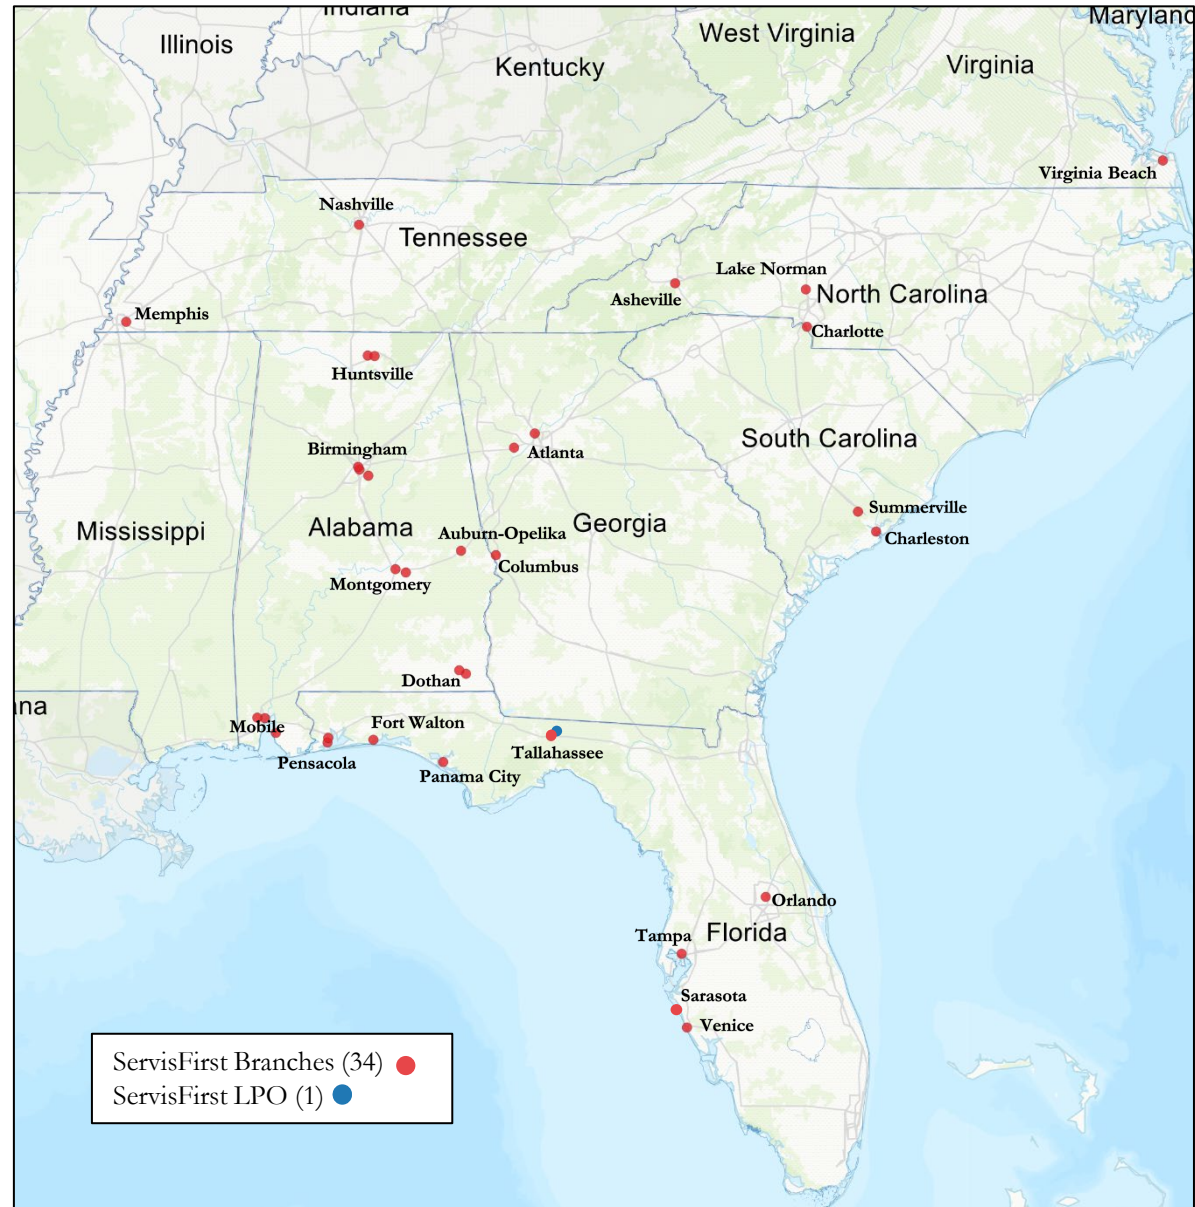 Indiana
Maryland
Illinois
West Virginia
Kentucky
Virginia
Virginia Beach
Nashville
Tennessee
Lake Norman
Asheville
North Carolina
Memphis
Charlotte
Huntsville
South Carolina
Birmingham
Atlanta
Summerville
Mississippi
Alabama
Georgia
Auburn-Opelika
Charleston
Columbus
Montgomery
Dothan
ana
Mobile
Fort Walton
Tallahassee
Pensacola
Panama City
Orlando
Tampa
Florida
Sarasota
Venice
ServisFirst Branches (34)
ServisFirst LPO (1)